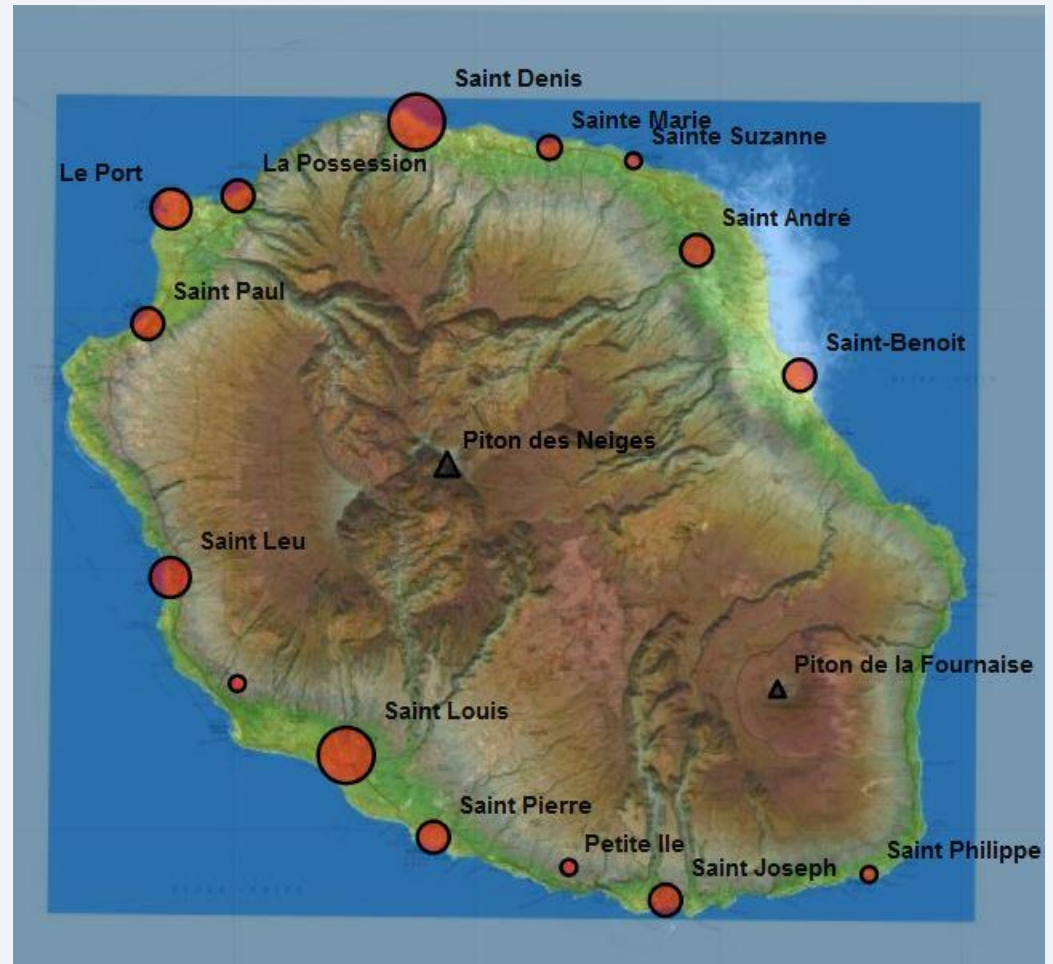 Saint Denis
Sainte Marie
Sainte Suzanne
La Possession
Le Port
Saint André
Saint Paul
Saint-Benoit
Piton des Neiges
Saint Leu
Piton de la Fournaise
Saint Louis
Saint Pierre
Petite Ile
Saint Philippe
Saint Joseph